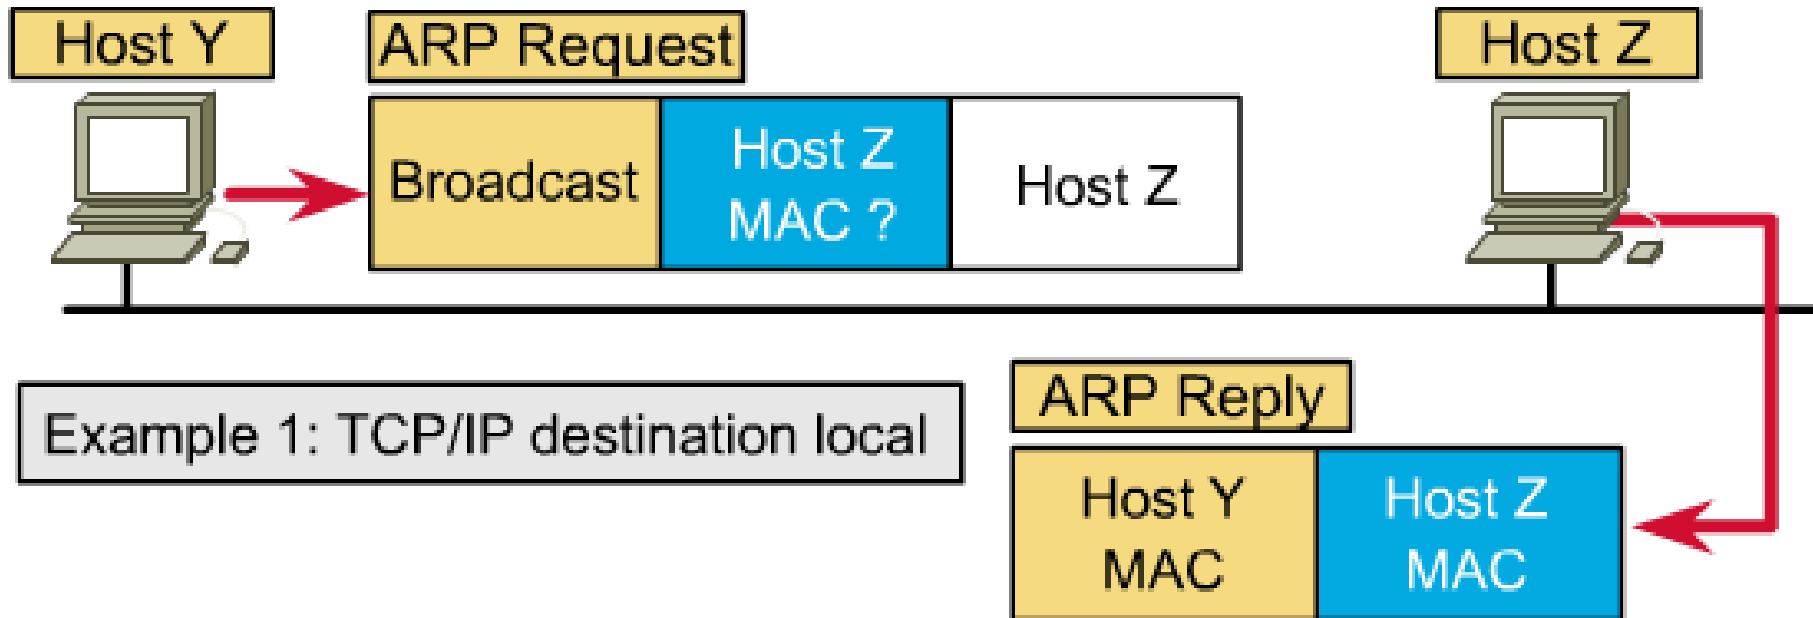 Host Y
ARP Request
Host Z
Broadcast
Host Z
MAC ?
Host Z
Example 1: TCP/IP destination local
ARP Reply
Host Y
MAC
Host Z
MAC